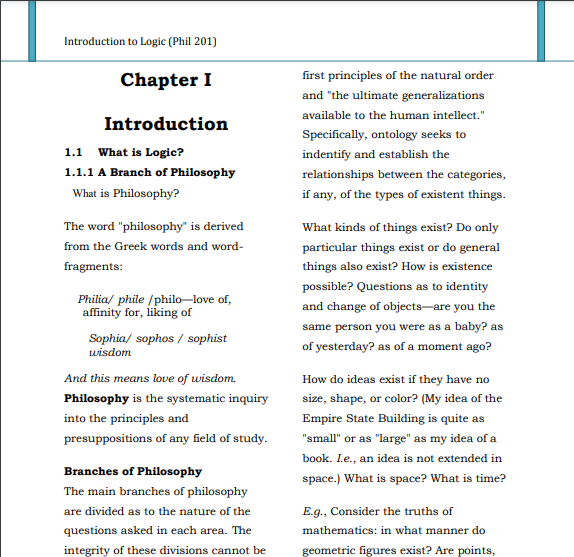 Introduction to Logic (Phil 201)
Chapter I
Introduction
1.1 What is Logic?
1.1.1 A Branch of Philosophy
What is Philosophy?
The word "philosophy" is derived
from the Greek words and word-
fragments:
Philia/ phile /philo—love of,
affinity for, liking of
Sophia/ sophos / sophist
wisdom
And this means love of wisdom.
Philosophy is the systematic inquiry
into the principles and
presuppositions of any field of study.
Branches of Philosophy
The main branches of philosophy
are divided as to the nature of the
questions asked in each area. The
integrity of these divisions cannot be
first principles of the natural order
and "the ultimate generalizations
available to the human intellect."
Specifically, ontology seeks to
indentify and establish the
relationships between the categories,
if any, of the types of existent things.
What kinds of things exist? Do only
particular things exist or do general
things also exist? How is existence
possible? Questions as to identity
and change of objects—are you the
same person you were as a baby? as
of yesterday? as of a moment ago?
How do ideas exist if they have no
size, shape, or color? (My idea of the
Empire State Building is quite as
"small" or as "large" as my idea of a
book. I.e., an idea is not extended in
space.) What is space? What is time?
E.g., Consider the truths of
mathematics: in what manner do
geometric figures exist? Are points,